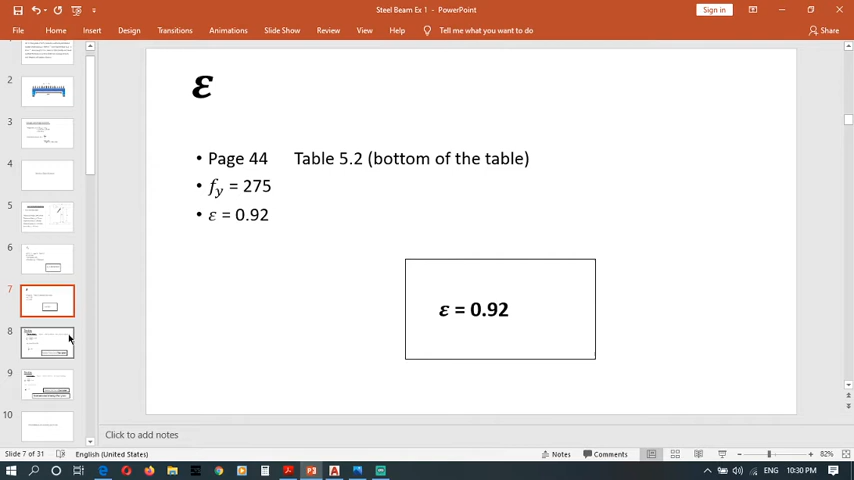 Steel Beam Ex 1 - PowerPoint
Sign in
File Home Insert Design Transitions Animations Slide Show Review View Help Tell me what you want to do Share
2
3
4
5
6
7
8
9
10
ε
• Page 44 Table 5.2 (bottom of the table)
• fy = 275
• ε = 0.92
ε = 0.92
Click to add notes
Slide 7 of 31 English (United States) Notes Comments 82%
ENG 10:30 PM